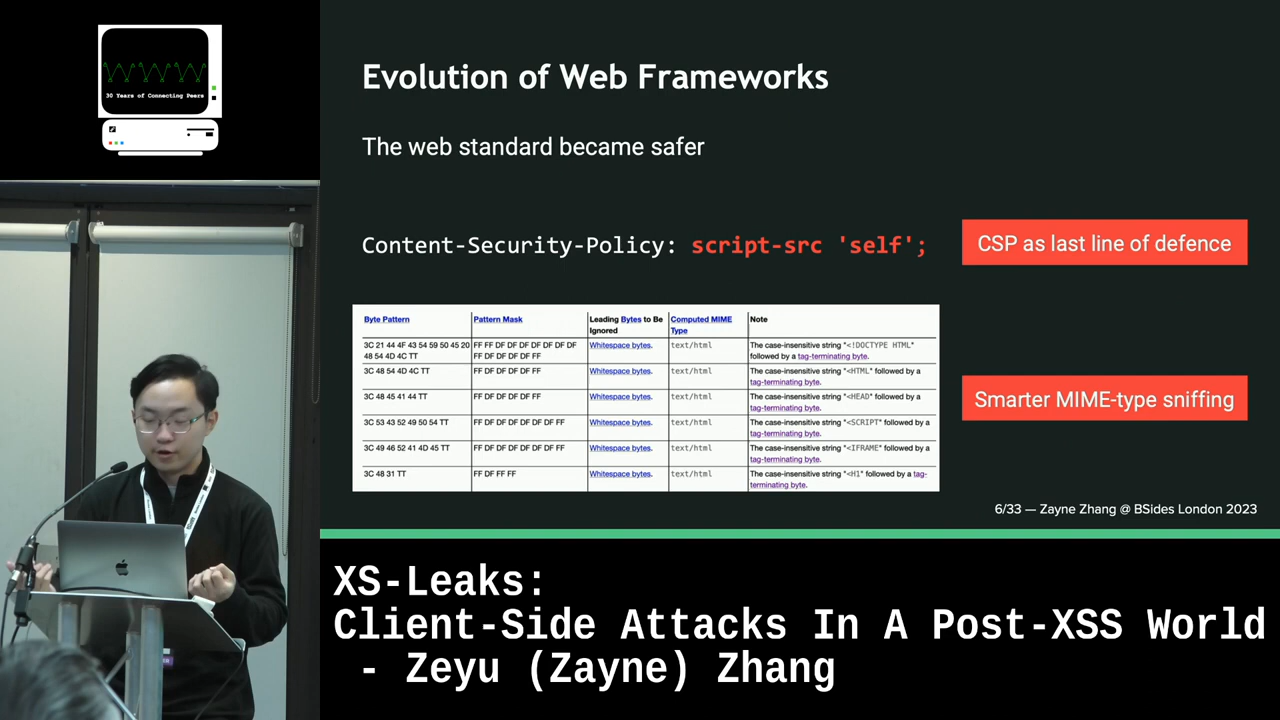 30 Years of Connecting Peers
Evolution of Web Frameworks
The web standard became safer
Content-Security-Policy: script-src 'self';
CSP as last line of defence
Byte Pattern Pattern Mask Leading Bytes to Be Ignored Computed MIME Type Note
3C 21 44 4F 43 54 59 50 45 20 48 54 4D 4C TT FF FF DF DF DF DF DF DF DF FF DF DF DF DF FF Whitespace bytes. text/html The case-insensitive string "<!DOCTYPE HTML" followed by a tag-terminating byte.
3C 48 54 4D 4C TT FF DF DF DF DF FF Whitespace bytes. text/html The case-insensitive string "<HTML" followed by a tag-terminating byte.
3C 48 45 41 44 TT FF DF DF DF DF FF Whitespace bytes. text/html The case-insensitive string "<HEAD" followed by a tag-terminating byte.
3C 53 43 52 49 50 54 TT FF DF DF DF DF DF DF FF Whitespace bytes. text/html The case-insensitive string "<SCRIPT" followed by a tag-terminating byte.
3C 49 46 52 41 4D 45 TT FF DF DF DF DF DF DF FF Whitespace bytes. text/html The case-insensitive string "<IFRAME" followed by a tag-terminating byte.
3C 48 31 TT FF DF FF FF Whitespace bytes. text/html The case-insensitive string "<H1" followed by a tag-terminating byte.
Smarter MIME-type sniffing
6/33 — Zayne Zhang @ BSides London 2023
XS-Leaks:
Client-Side Attacks In A Post-XSS World
- Zeyu (Zayne) Zhang